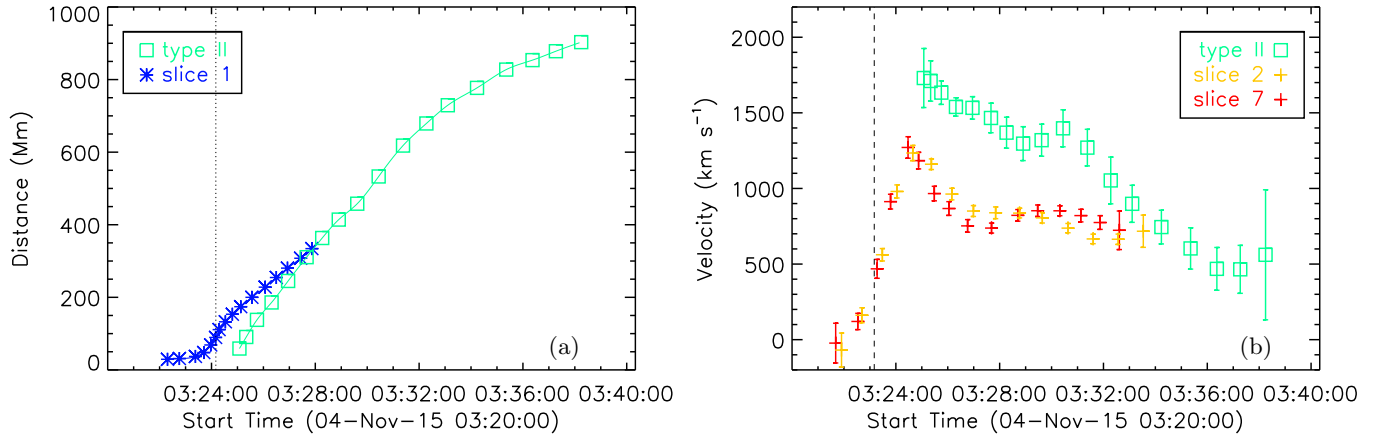 1000
800
600
400
200
0
Distance (Mm)
type II
slice 1
(a)
03:24:00 03:28:00 03:32:00 03:36:00 03:40:00
Start Time (04-Nov-15 03:20:00)
2000
1500
1000
500
0
Velocity (km s⁻¹)
type II
slice 2
slice 7
(b)
03:24:00 03:28:00 03:32:00 03:36:00 03:40:00
Start Time (04-Nov-15 03:20:00)